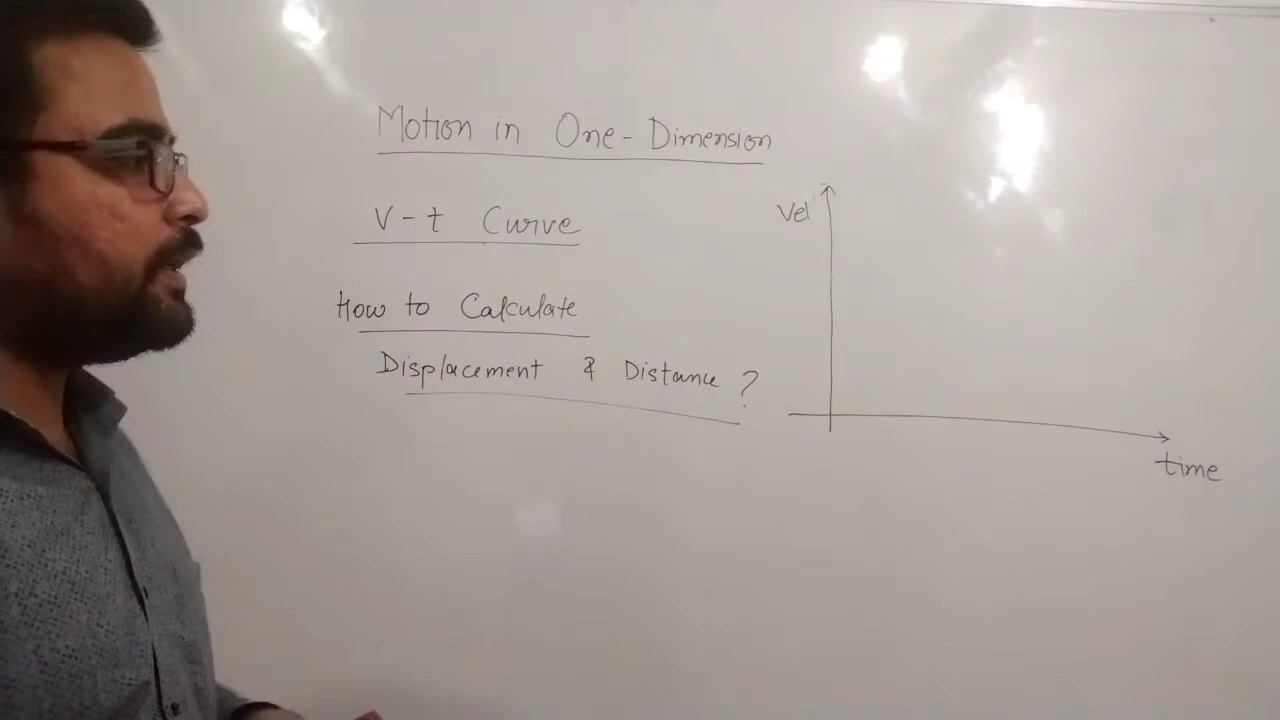 Motion in One-Dimension
V-t Curve
How to Calculate
Displacement & Distance ?
Vel
time